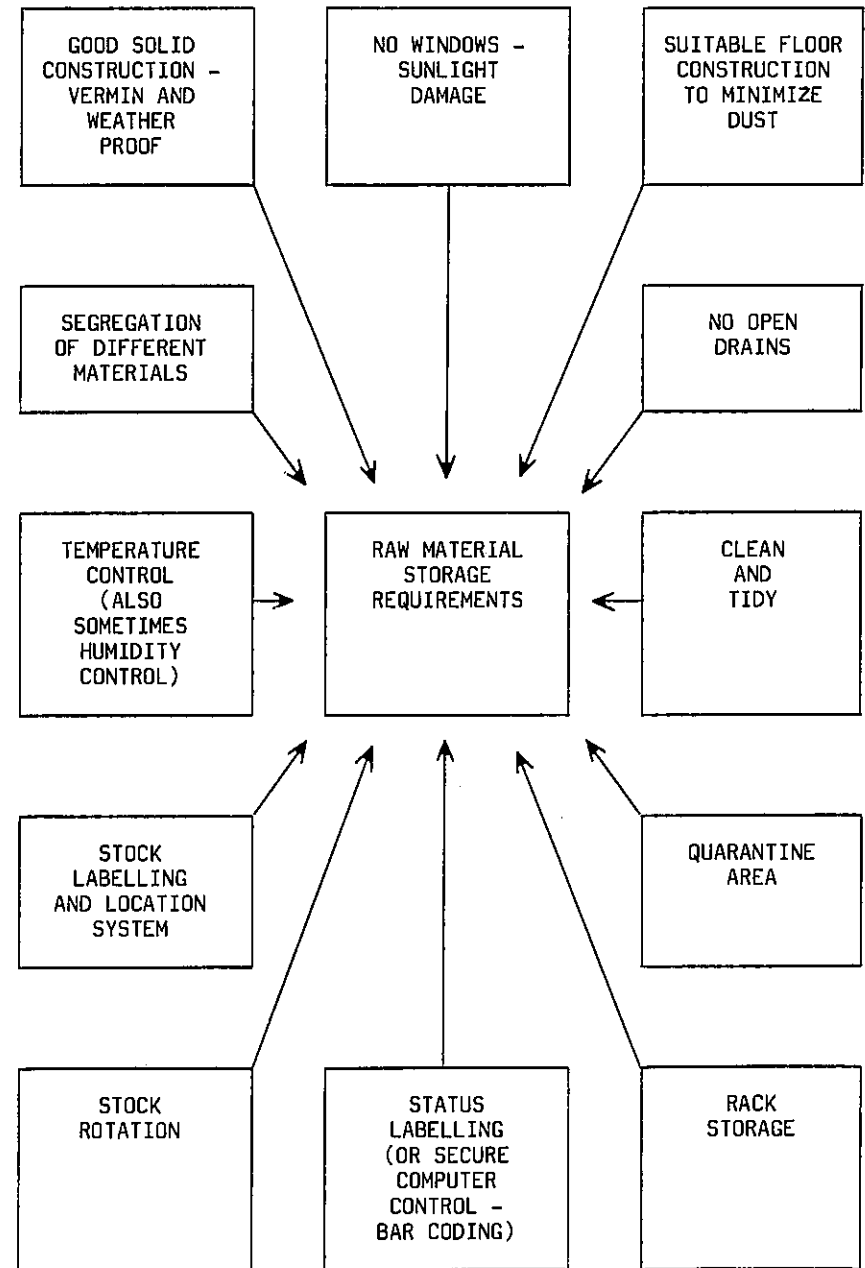 GOOD SOLID
CONSTRUCTION -
VERMIN AND
WEATHER
PROOF
NO WINDOWS -
SUNLIGHT
DAMAGE
SUITABLE FLOOR
CONSTRUCTION
TO MINIMIZE
DUST
SEGREGATION
OF DIFFERENT
MATERIALS
NO OPEN
DRAINS
TEMPERATURE
CONTROL
(ALSO
SOMETIMES
HUMIDITY
CONTROL)
RAW MATERIAL
STORAGE
REQUIREMENTS
CLEAN
AND
TIDY
STOCK
LABELLING
AND LOCATION
SYSTEM
QUARANTINE
AREA
STOCK
ROTATION
STATUS
LABELLING
(OR SECURE
COMPUTER
CONTROL -
BAR CODING)
RACK
STORAGE